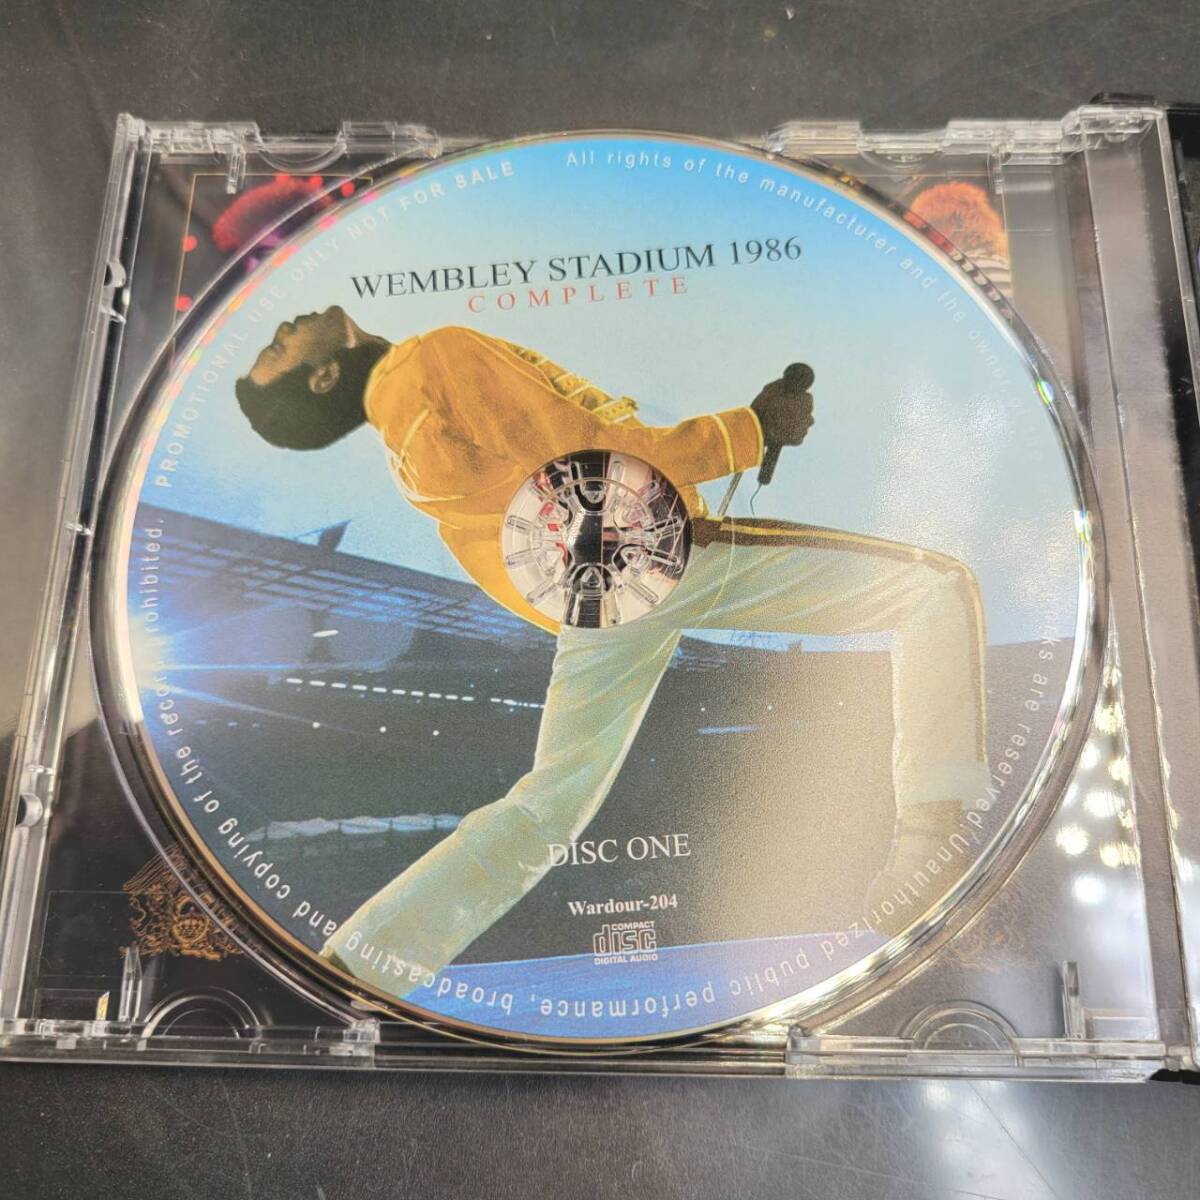 WEMBLEY STADIUM 1986
COMPLETE
DISC ONE
Wardour-204
COMPACT
disc
DIGITAL AUDIO
All rights of the manufacturer and the owner works are reserved. Unauthorized public performance, broadcasting and copying of the record prohibited. PROMOTIONAL USE ONLY NOT FOR SALE